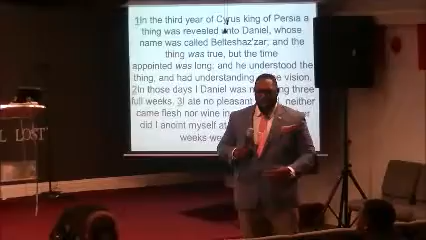 1In the third year of Cyrus king of Persia a
thing was revealed unto Daniel, whose
name was called Belteshaz'zar; and the
thing was true, but the time
appointed was long: and he understood the
thing, and had understanding the vision.
2In those days I Daniel was three
full weeks. 3I ate no pleasant neither
came flesh nor wine in
did I anoint myself at
weeks
LOST